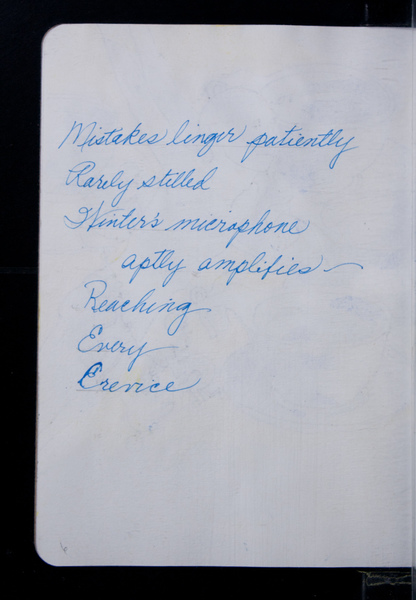 Mistakes linger patiently
Rarely stilled
Winter's microphone
aptly amplifies
Reaching
Every
Crevice